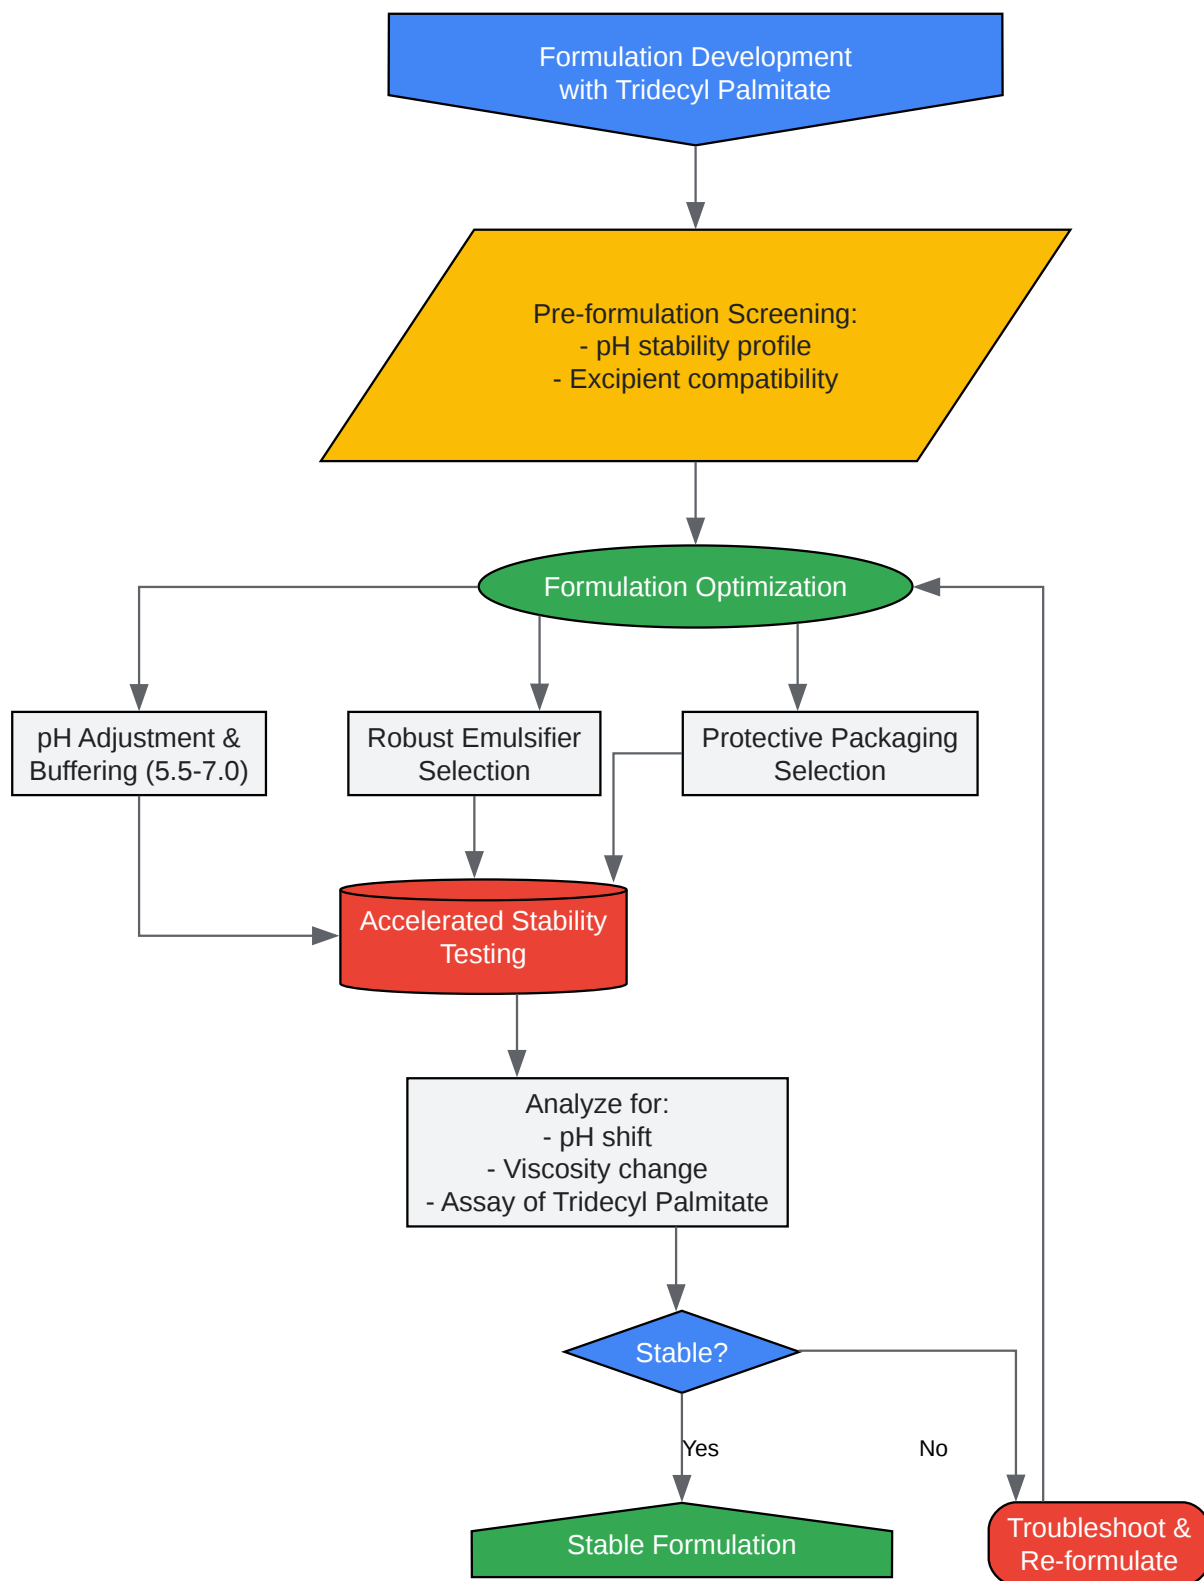 Formulation Development
with Tridecyl Palmitate
Pre-formulation Screening:
- pH stability profile
- Excipient compatibility
Formulation Optimization
pH Adjustment &
Buffering (5.5-7.0)
Robust Emulsifier
Selection
Protective Packaging
Selection
Accelerated Stability
Testing
Analyze for:
- pH shift
- Viscosity change
- Assay of Tridecyl Palmitate
Stable?
Yes
No
Stable Formulation
Troubleshoot &
Re-formulate